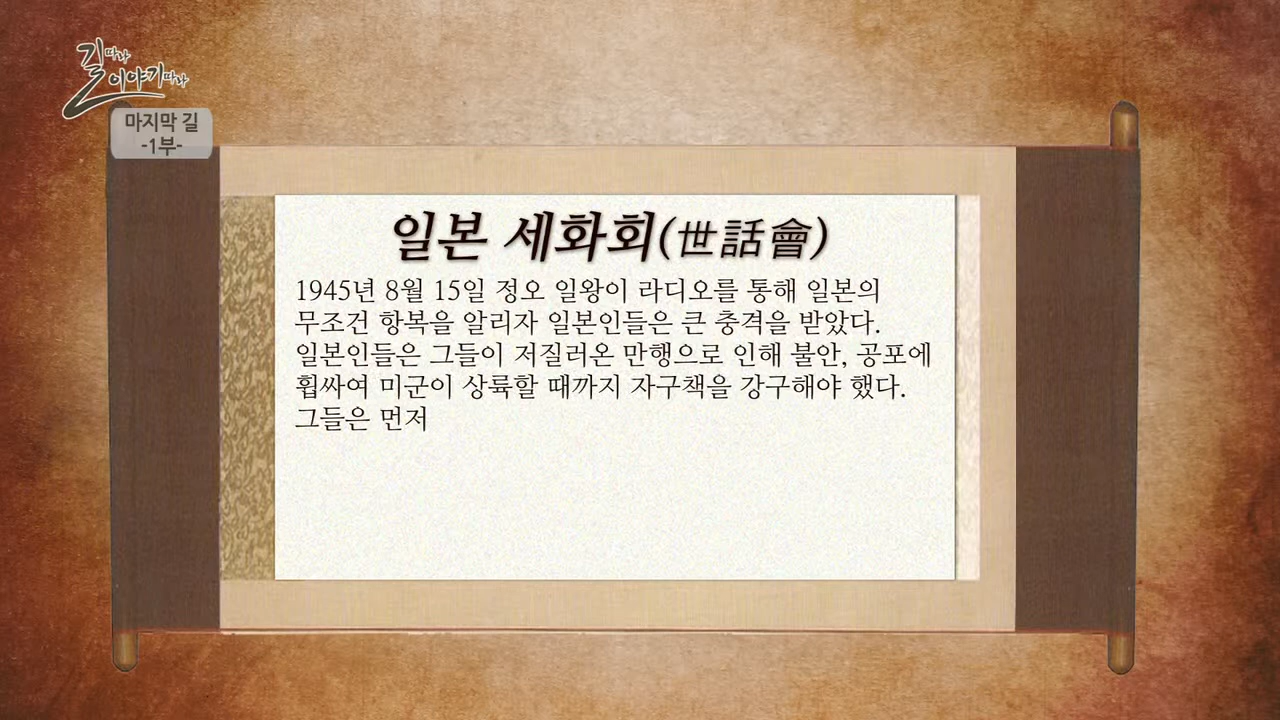 길따라
이야기따라
마지막 길
-1부-
일본 세화회(世話會)
1945년 8월 15일 정오 일왕이 라디오를 통해 일본의
무조건 항복을 알리자 일본인들은 큰 충격을 받았다.
일본인들은 그들이 저질러온 만행으로 인해 불안, 공포에
휩싸여 미군이 상륙할 때까지 자구책을 강구해야 했다.
그들은 먼저